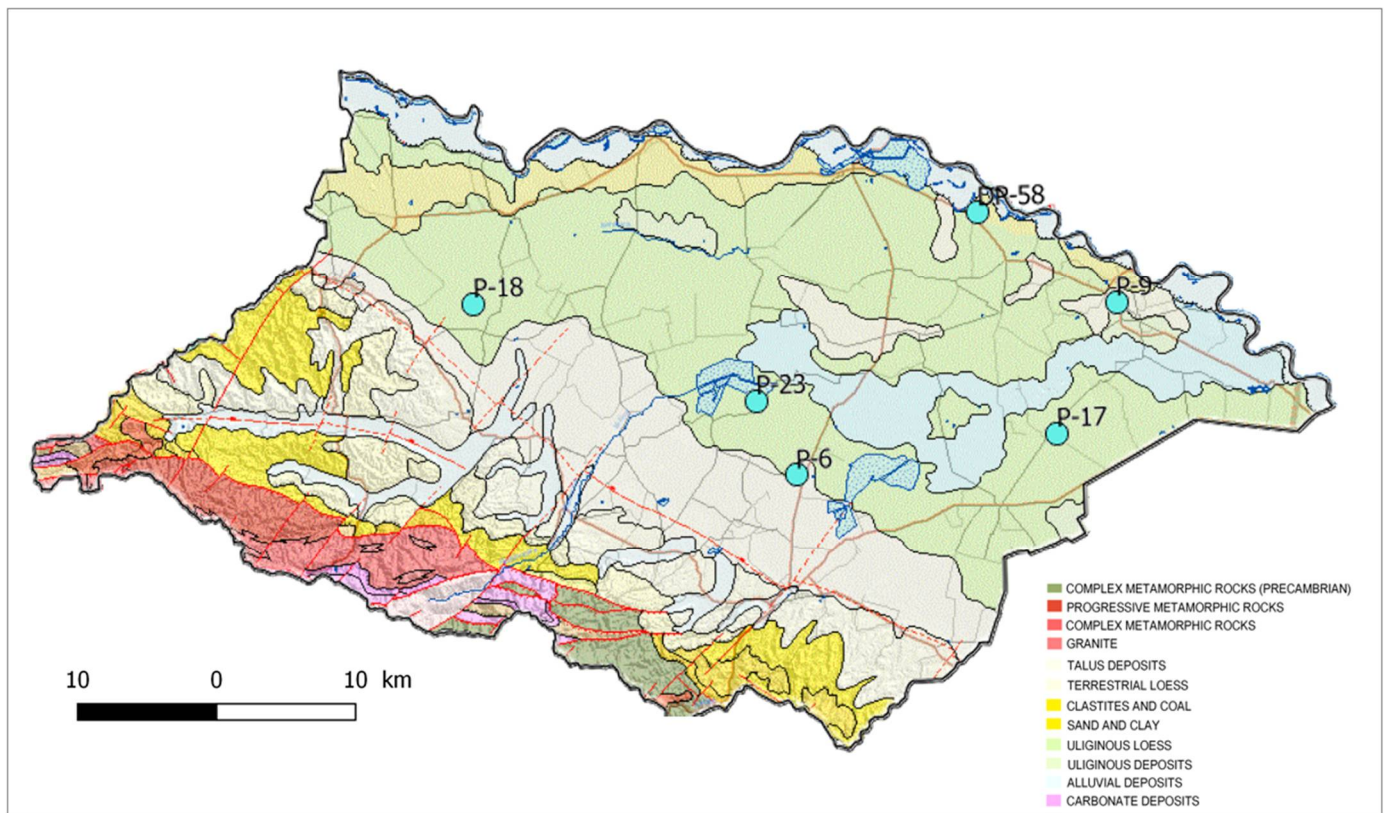 DP-58
P-18
P-9
P-23
P-17
P-6
10 0 10 km
COMPLEX METAMORPHIC ROCKS (PRECAMBRIAN)
PROGRESSIVE METAMORPHIC ROCKS
COMPLEX METAMORPHIC ROCKS
GRANITE
TALUS DEPOSITS
TERRESTRIAL LOESS
CLASTITES AND COAL
SAND AND CLAY
ULIGINOUS LOESS
ULIGINOUS DEPOSITS
ALLUVIAL DEPOSITS
CARBONATE DEPOSITS